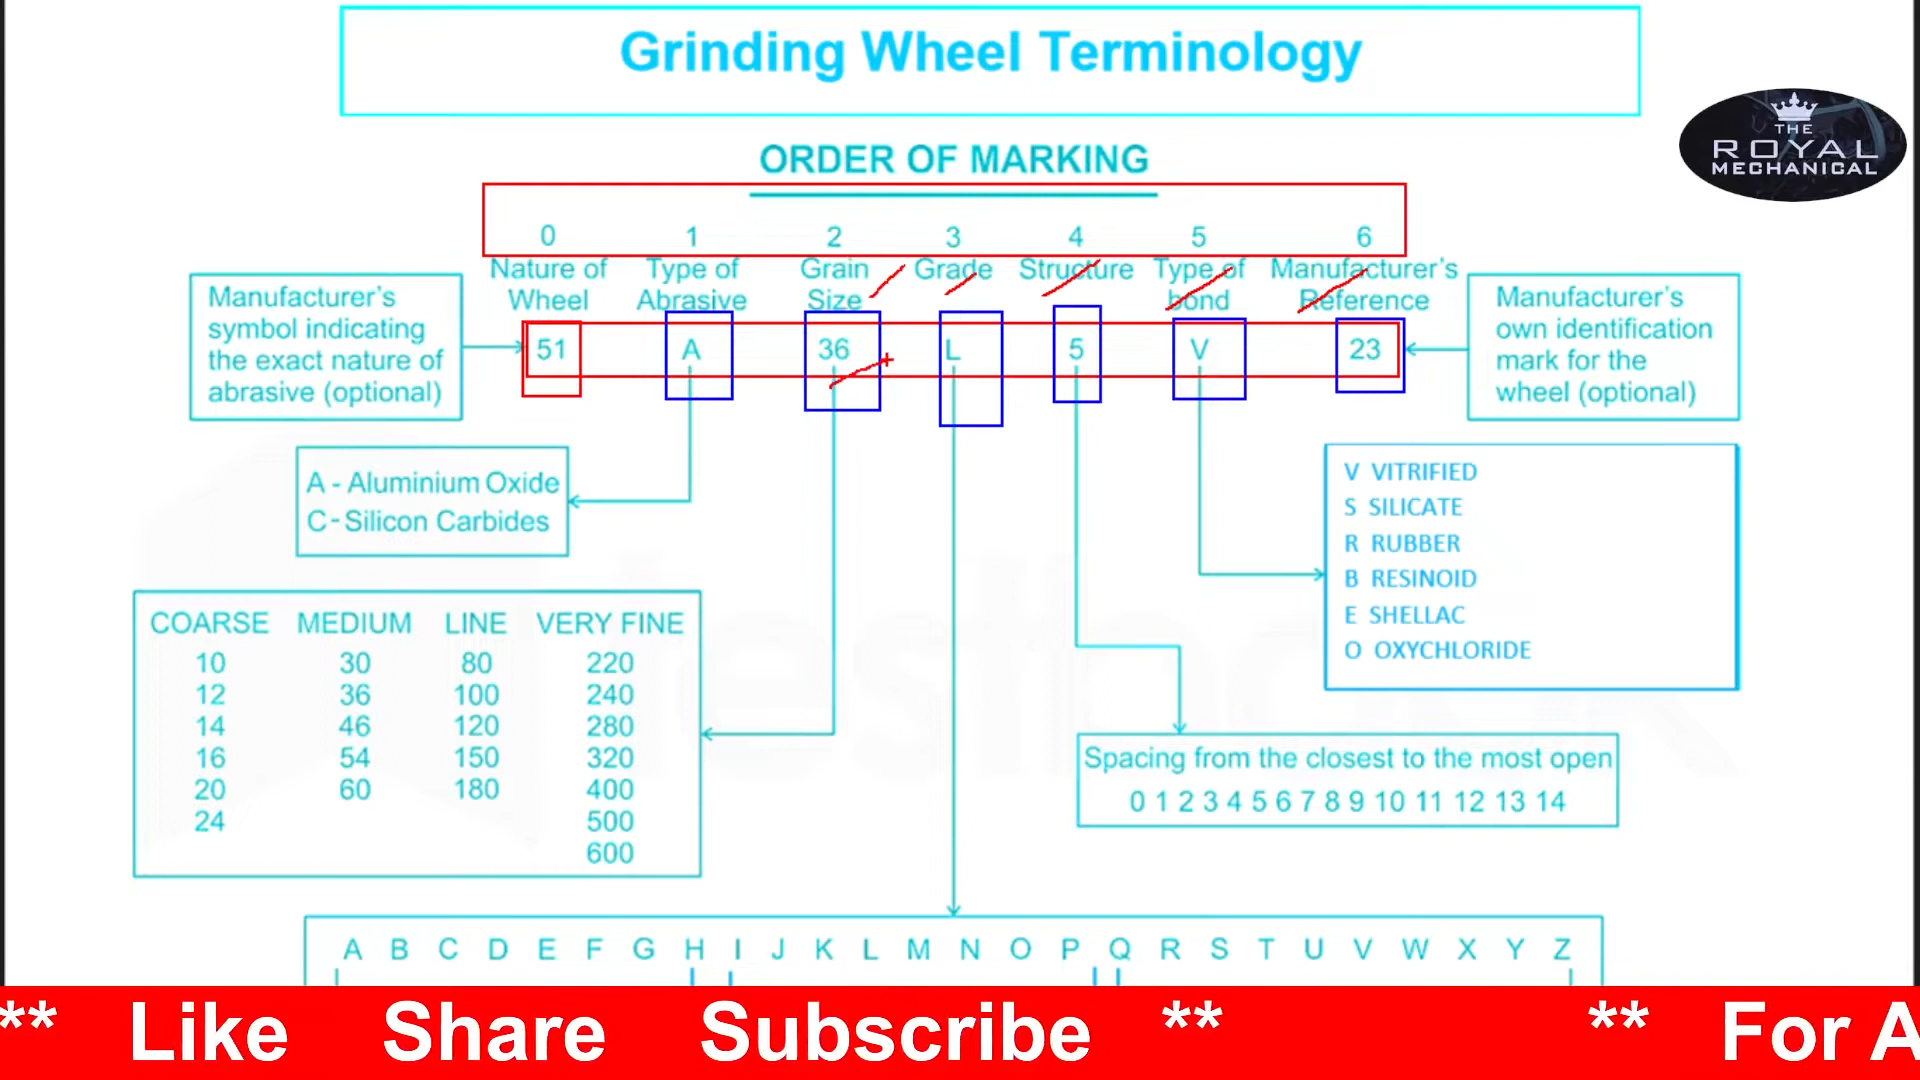 Grinding Wheel Terminology
THE
ROYAL
MECHANICAL
ORDER OF MARKING
0 1 2 3 4 5 6
Nature of Wheel
Type of Abrasive
Grain Size
Grade
Structure
Type of bond
Manufacturer's Reference
51 A 36 L 5 V 23
Manufacturer's
symbol indicating
the exact nature of
abrasive (optional)
Manufacturer's
own identification
mark for the
wheel (optional)
A - Aluminium Oxide
C - Silicon Carbides
V VITRIFIED
S SILICATE
R RUBBER
B RESINOID
E SHELLAC
O OXYCHLORIDE
COARSE MEDIUM LINE VERY FINE
10 30 80 220
12 36 100 240
14 46 120 280
16 54 150 320
20 60 180 400
24 500
600
Spacing from the closest to the most open
0 1 2 3 4 5 6 7 8 9 10 11 12 13 14
A B C D E F G H I J K L M N O P Q R S T U V W X Y Z
** Like Share Subscribe ** ** For A